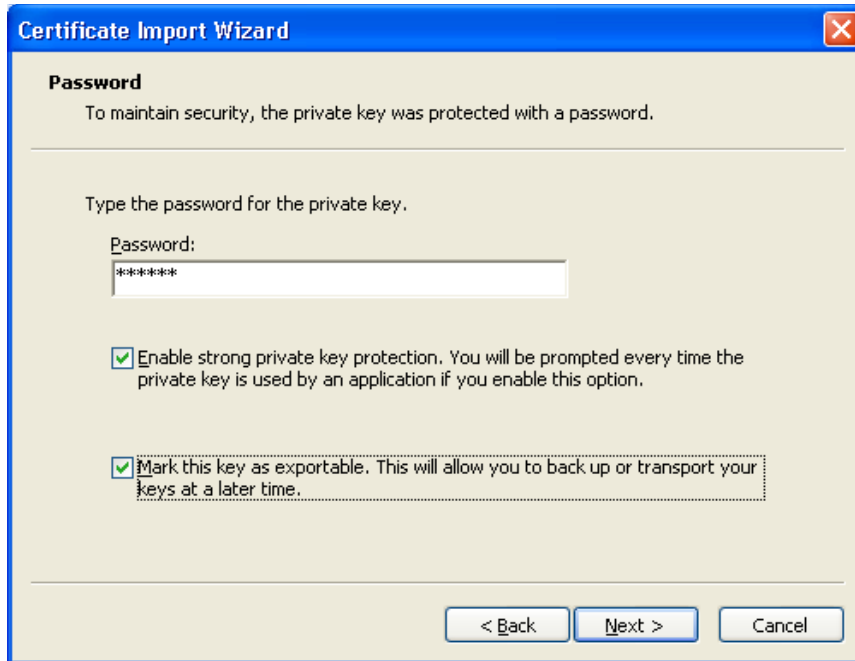 Certificate Import Wizard
Password
To maintain security, the private key was protected with a password.
Type the password for the private key.
Password:
******
Enable strong private key protection. You will be prompted every time the
private key is used by an application if you enable this option.
Mark this key as exportable. This will allow you to back up or transport your
keys at a later time.
< Back
Next >
Cancel